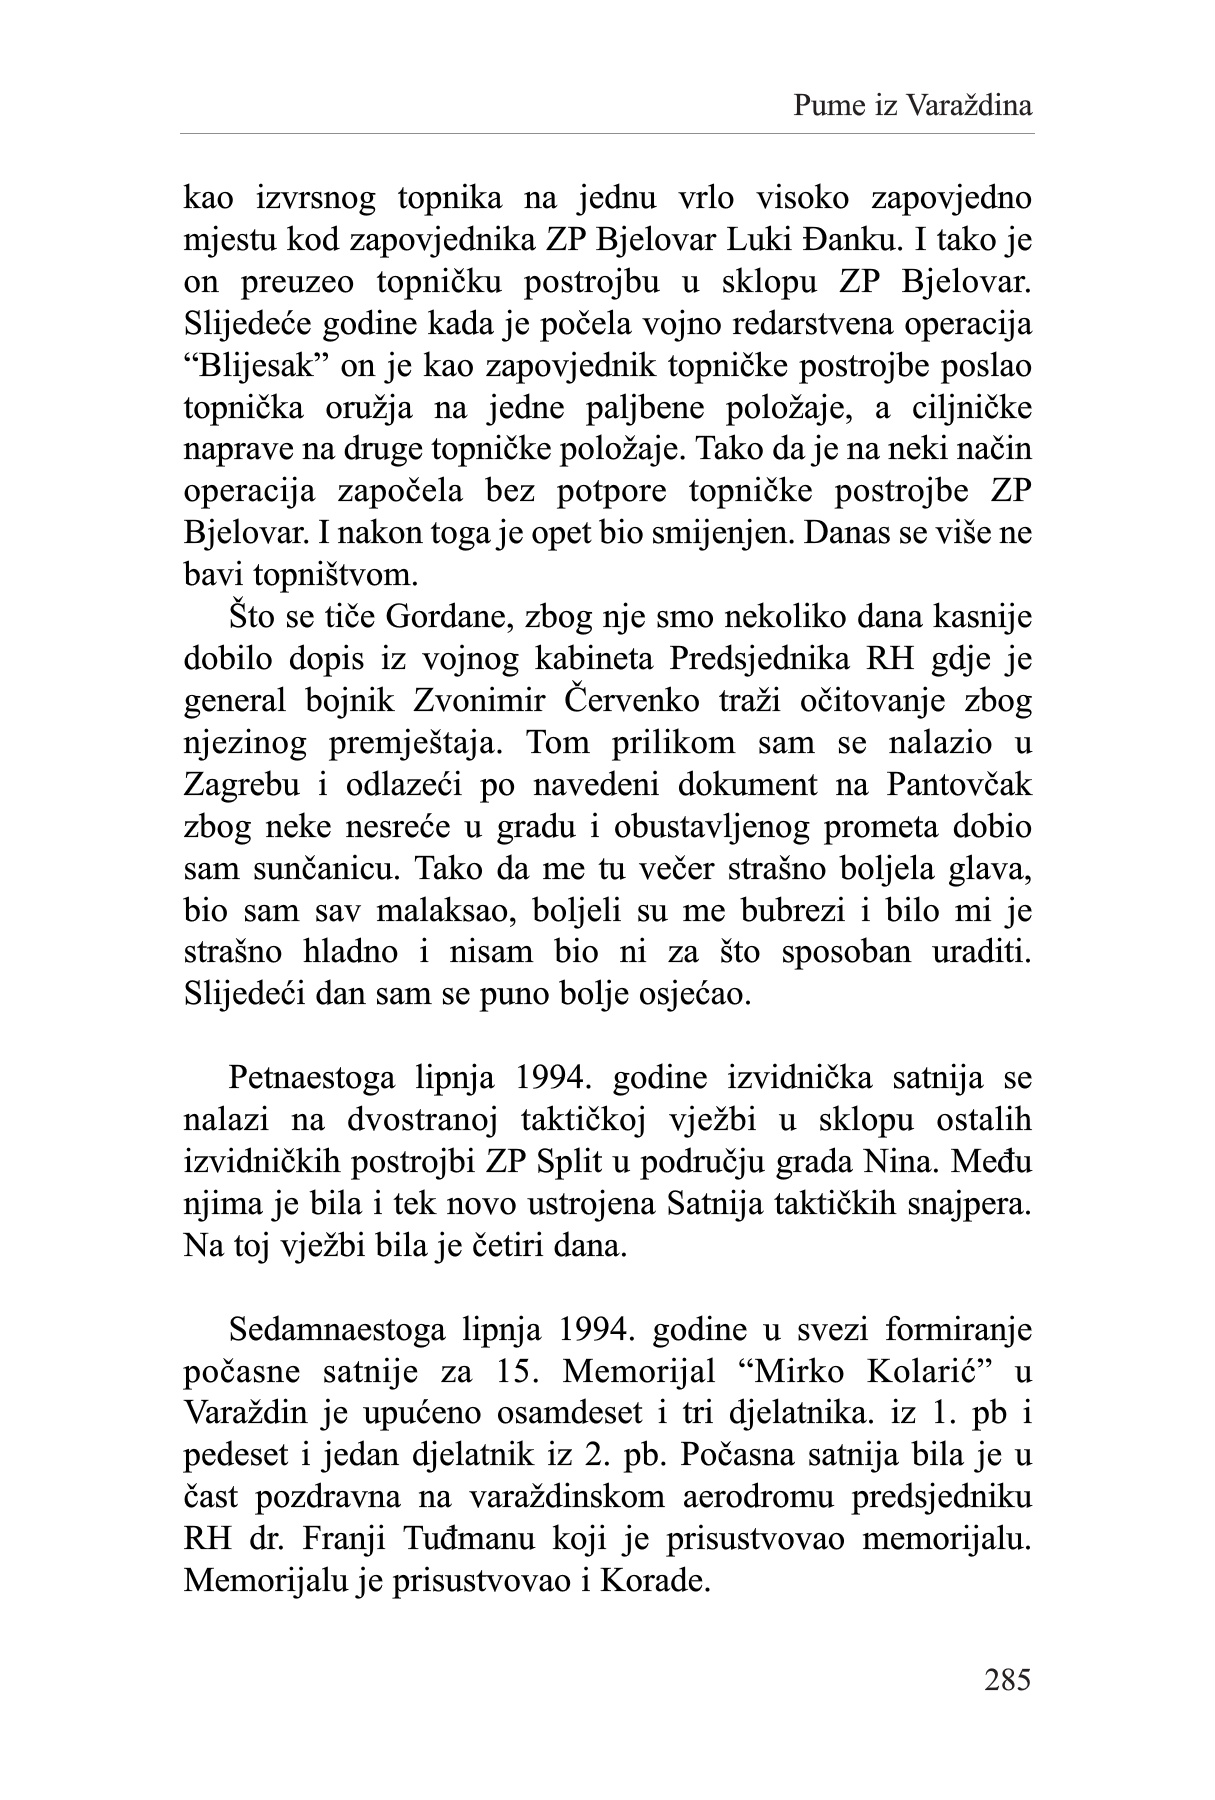 Pume iz Varaždina
kao izvrsnog topnika na jednu vrlo visoko zapovjedno
mjestu kod zapovjednika ZP Bjelovar Luki Đanku. I tako je
on preuzeo topničku postrojbu u sklopu ZP Bjelovar.
Slijedeće godine kada je počela vojno redarstvena operacija
“Blijesak” on je kao zapovjednik topničke postrojbe poslao
topnička oružja na jedne paljbene položaje, a ciljničke
naprave na druge topničke položaje. Tako da je na neki način
operacija započela bez potpore topničke postrojbe ZP
Bjelovar. I nakon toga je opet bio smijenjen. Danas se više ne
bavi topništvom.
Što se tiče Gordane, zbog nje smo nekoliko dana kasnije
dobilo dopis iz vojnog kabineta Predsjednika RH gdje je
general bojnik Zvonimir Červenko traži očitovanje zbog
njezinog premještaja. Tom prilikom sam se nalazio u
Zagrebu i odlazeći po navedeni dokument na Pantovčak
zbog neke nesreće u gradu i obustavljenog prometa dobio
sam sunčanicu. Tako da me tu večer strašno boljela glava,
bio sam sav malaksao, boljeli su me bubrezi i bilo mi je
strašno hladno i nisam bio ni za što sposoban uraditi.
Slijedeći dan sam se puno bolje osjećao.
Petnaestoga lipnja 1994. godine izvidnička satnija se
nalazi na dvostranoj taktičkoj vježbi u sklopu ostalih
izvidničkih postrojbi ZP Split u području grada Nina. Među
njima je bila i tek novo ustrojena Satnija taktičkih snajpera.
Na toj vježbi bila je četiri dana.
Sedamnaestoga lipnja 1994. godine u svezi formiranje
počasne satnije za 15. Memorijal “Mirko Kolarić” u
Varaždin je upućeno osamdeset i tri djelatnika. iz 1. pb i
pedeset i jedan djelatnik iz 2. pb. Počasna satnija bila je u
čast pozdravna na varaždinskom aerodromu predsjedniku
RH dr. Franji Tuđmanu koji je prisustvovao memorijalu.
Memorijalu je prisustvovao i Korade.
285